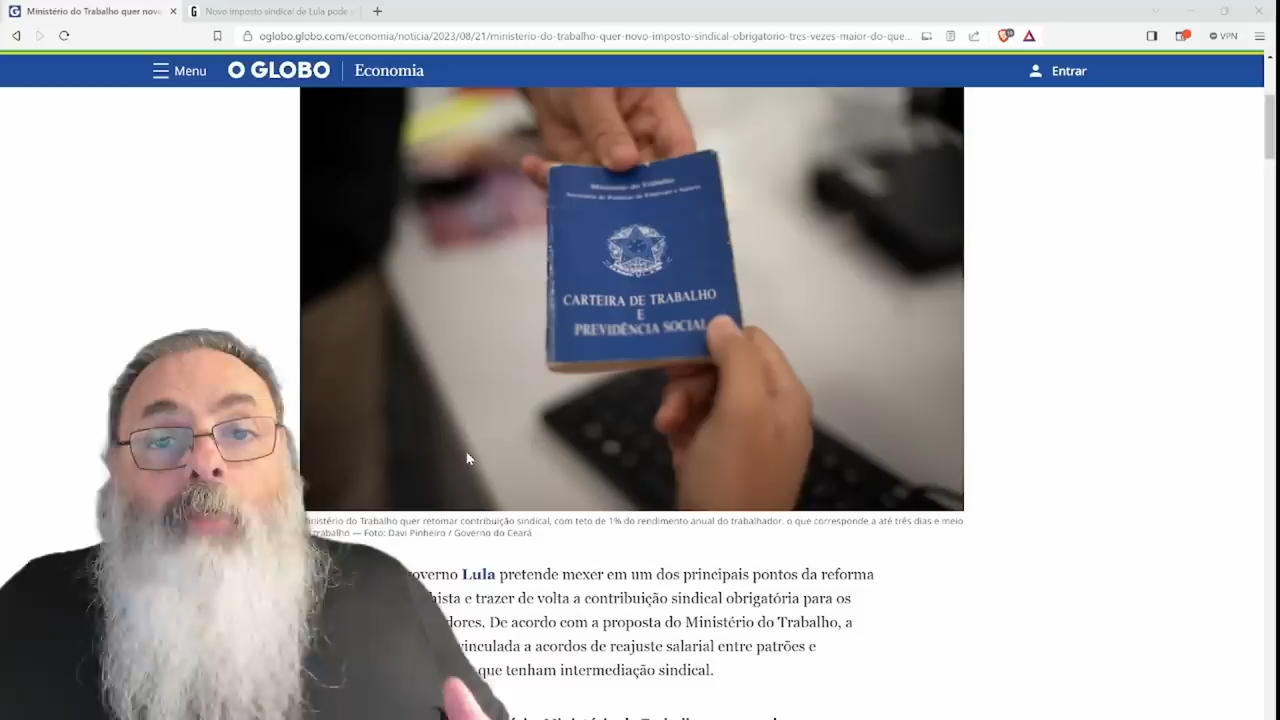 Ministério do Trabalho quer nov
Novo imposto sindical de Lula pode s
oglobo.globo.com/economia/noticia/2023/08/21/ministerio-do-trabalho-quer-novo-imposto-sindical-obrigatorio-tres-vezes-maior-do-que...
VPN
Menu
O GLOBO
Economia
Entrar
Ministério do Trabalho
CARTEIRA DE TRABALHO
E
PREVIDÊNCIA SOCIAL
inistério do Trabalho quer retomar contribuição sindical, com teto de 1% do rendimento anual do trabalhador, o que corresponde a até três dias e meio
trabalho — Foto: Davi Pinheiro / Governo do Ceará
overno Lula pretende mexer em um dos principais pontos da reforma
hista e trazer de volta a contribuição sindical obrigatória para os
dores. De acordo com a proposta do Ministério do Trabalho, a
vinculada a acordos de reajuste salarial entre patrões e
que tenham intermediação sindical.